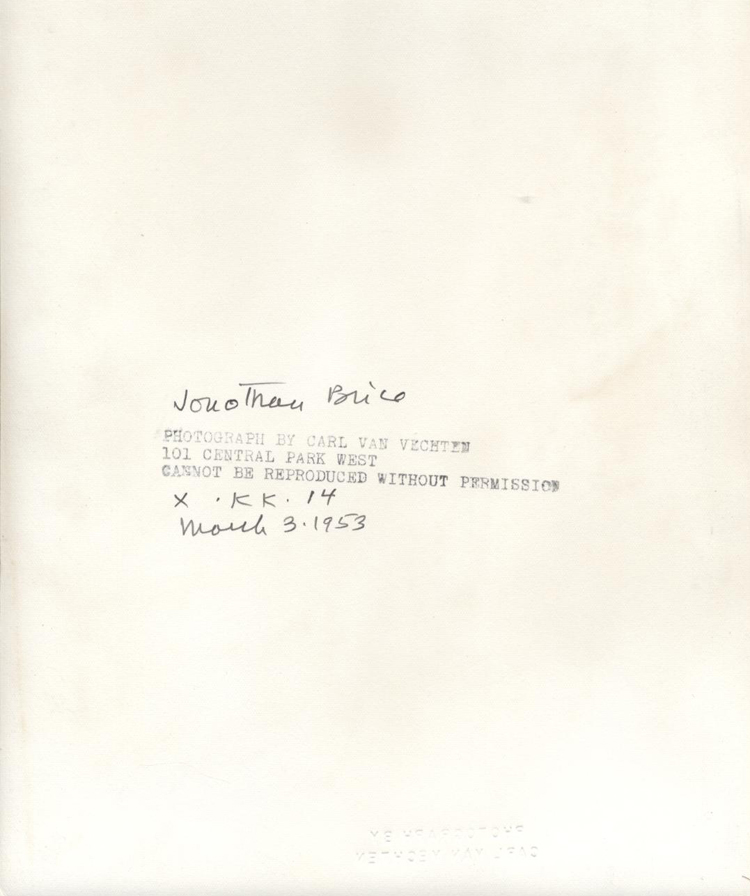 Jonathan Brice
PHOTOGRAPH BY CARL VAN VECHTEN
101 CENTRAL PARK WEST
CANNOT BE REPRODUCED WITHOUT PERMISSION
X . KK . 14
March 3 . 1953